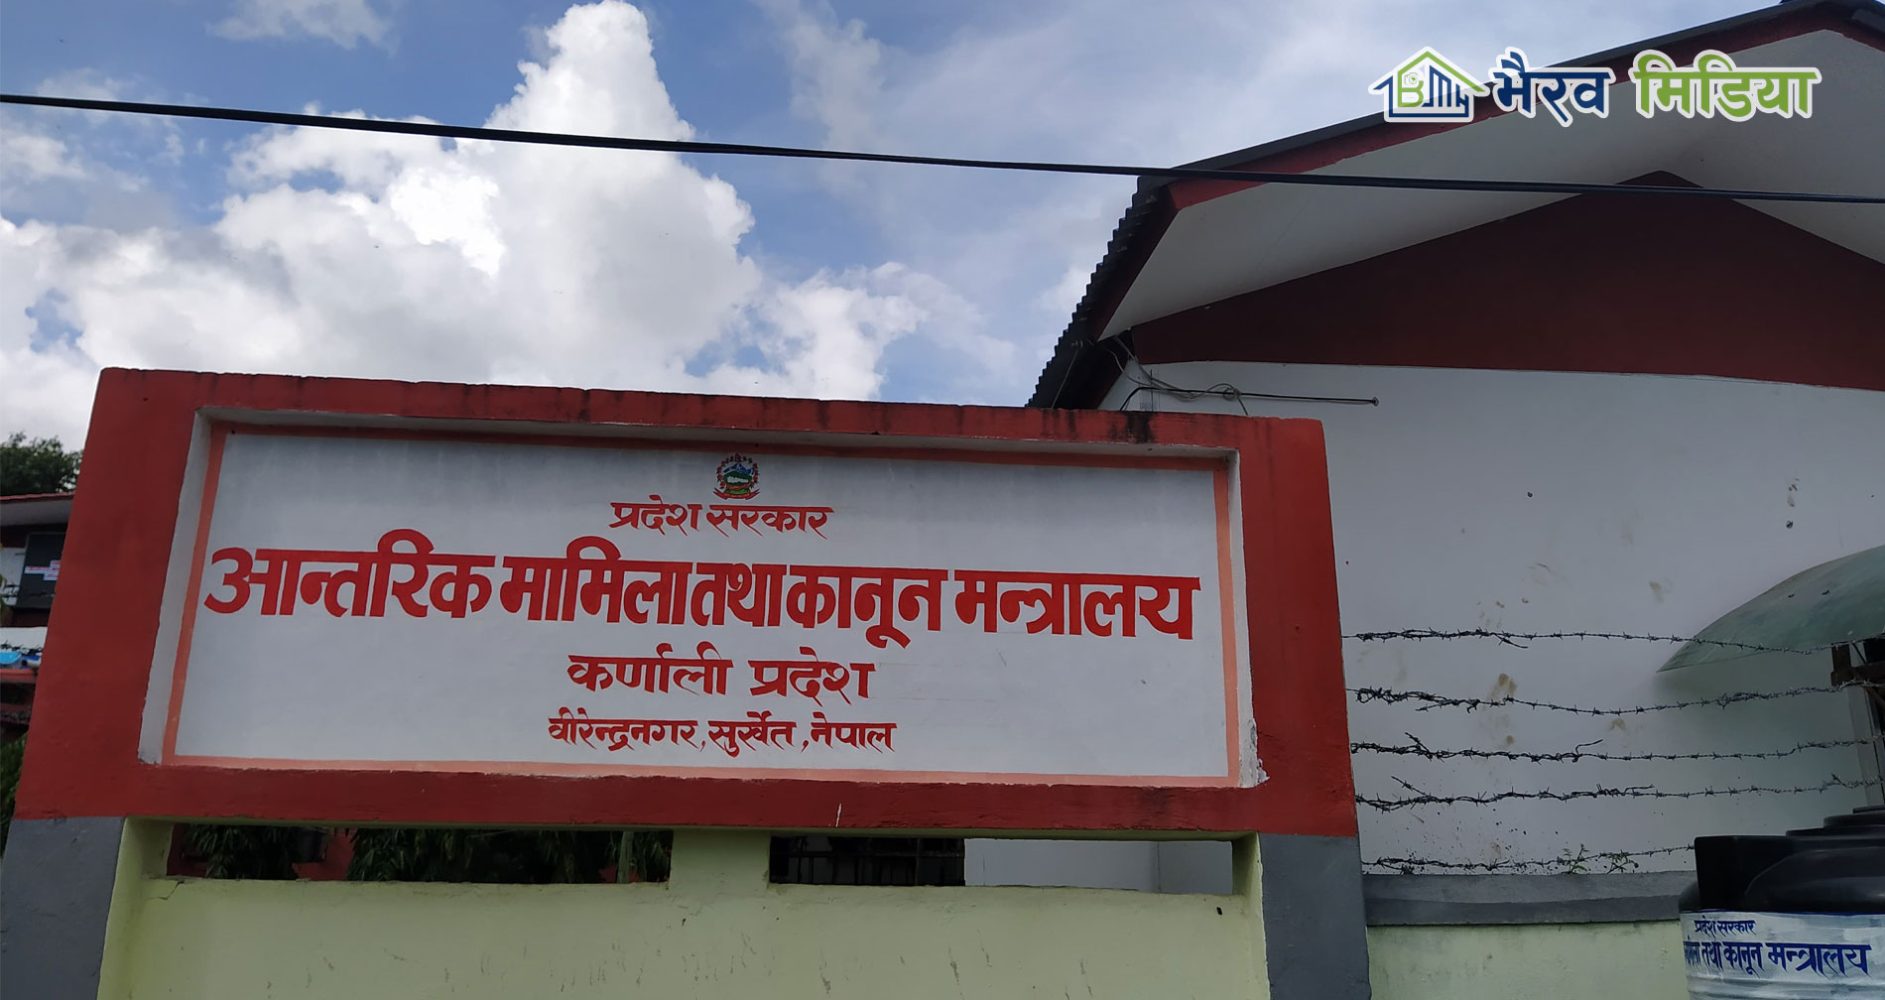 भैरव मिडिया
प्रदेश सरकार
आन्तरिक मामिला तथा कानून मन्त्रालय
कर्णाली प्रदेश
वीरेन्द्रनगर, सुर्खेत, नेपाल
प्रदेश सरकार
तथा कानून मन्त्रालय